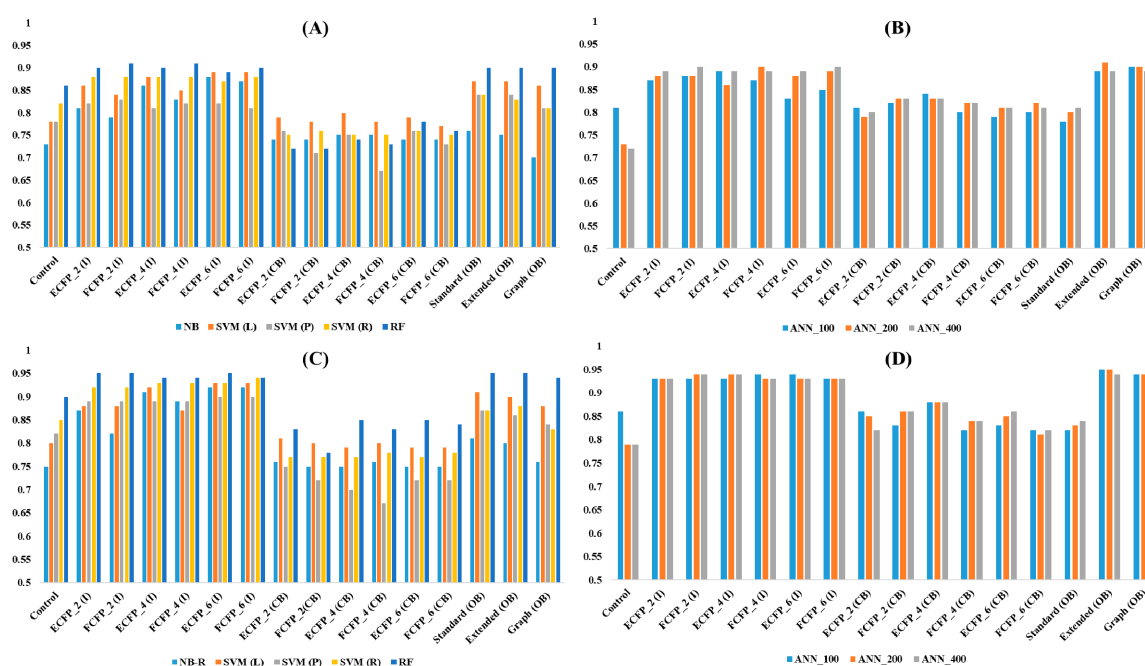 (A)
1
0.95
0.9
0.85
0.8
0.75
0.7
0.65
0.6
0.55
0.5
Control
ECFP_2 (I)
FCFP_2 (I)
ECFP_4 (I)
FCFP_4 (I)
ECFP_6 (I)
FCFP_6 (I)
ECFP_2 (CB)
FCFP_2 (CB)
ECFP_4 (CB)
FCFP_4 (CB)
ECFP_6 (CB)
FCFP_6 (CB)
Standard (OB)
Extended (OB)
Graph (OB)
NB SVM (L) SVM (P) SVM (R) RF
(B)
1
0.95
0.9
0.85
0.8
0.75
0.7
0.65
0.6
0.55
0.5
Control
ECFP_2 (I)
FCFP_2 (I)
ECFP_4 (I)
FCFP_4 (I)
ECFP_6 (I)
FCFP_6 (I)
ECFP_2 (CB)
FCFP_2 (CB)
ECFP_4 (CB)
FCFP_4 (CB)
ECFP_6 (CB)
FCFP_6 (CB)
Standard (OB)
Extended (OB)
Graph (OB)
ANN_100 ANN_200 ANN_400
(C)
1
0.95
0.9
0.85
0.8
0.75
0.7
0.65
0.6
0.55
0.5
Control
ECFP_2 (I)
FCFP_2 (I)
ECFP_4 (I)
FCFP_4 (I)
ECFP_6 (I)
FCFP_6 (I)
ECFP_2 (CB)
FCFP_2(CB)
ECFP_4 (CB)
FCFP_4 (CB)
ECFP_6 (CB)
FCFP_6 (CB)
Standard (OB)
Extended (OB)
Graph (OB)
NB-R SVM (L) SVM (P) SVM (R) RF
(D)
1
0.95
0.9
0.85
0.8
0.75
0.7
0.65
0.6
0.55
0.5
Control
ECFP_2 (I)
FCFP_2 (I)
ECFP_4 (I)
FCFP_4 (I)
ECFP_6 (I)
FCFP_6 (I)
ECFP_2 (CB)
FCFP_2 (CB)
ECFP_4 (CB)
FCFP_4 (CB)
ECFP_6 (CB)
FCFP_6 (CB)
Standard (OB)
Extended (OB)
Graph (OB)
ANN_100 ANN_200 ANN_400